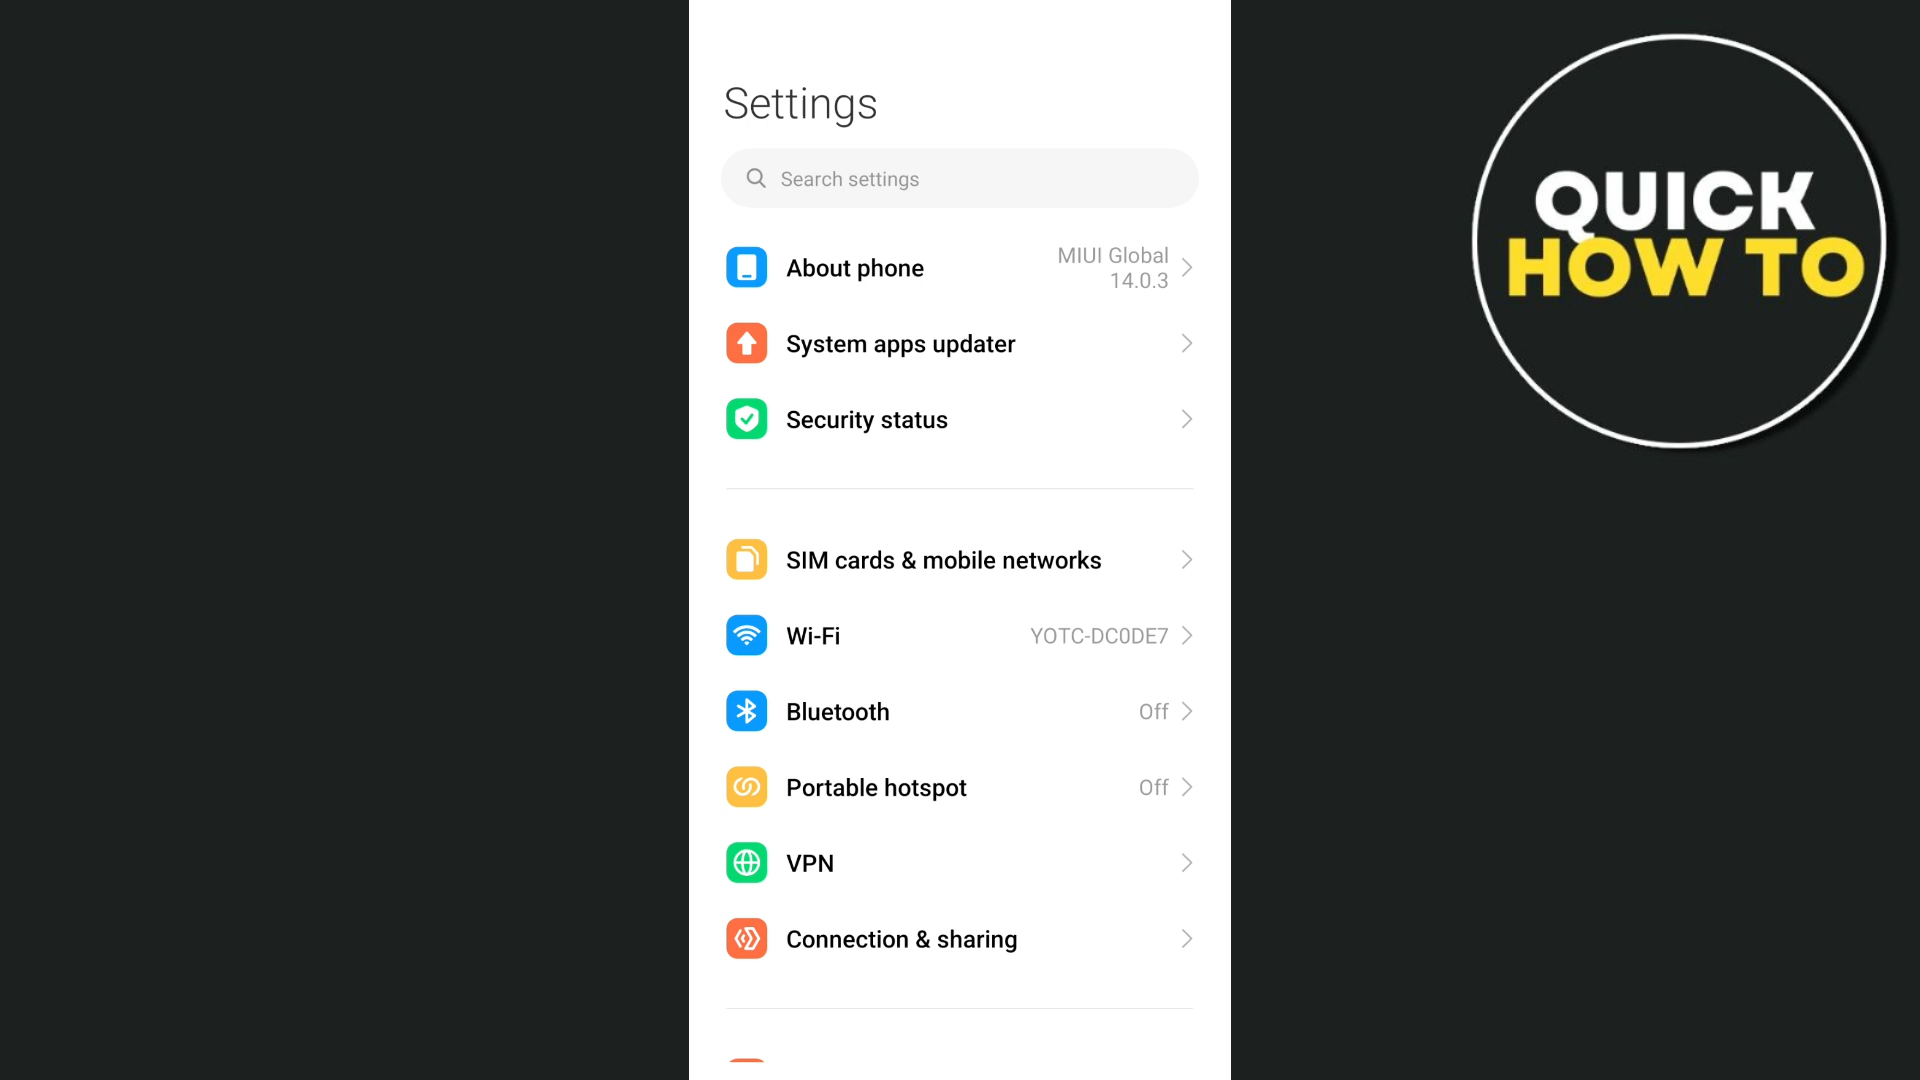 Settings
Search settings
About phone
MIUI Global
14.0.3
System apps updater
Security status
SIM cards & mobile networks
Wi-Fi
YOTC-DC0DE7
Bluetooth
Off
Portable hotspot
Off
VPN
Connection & sharing
QUICK
HOW TO